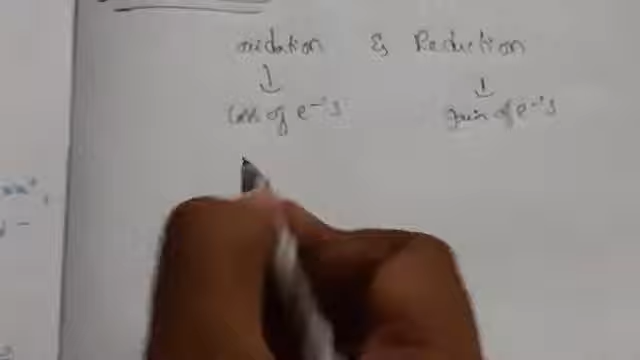 oxidation & Reduction
↓ ↓
loss of e⁻'s gain of e⁻'s